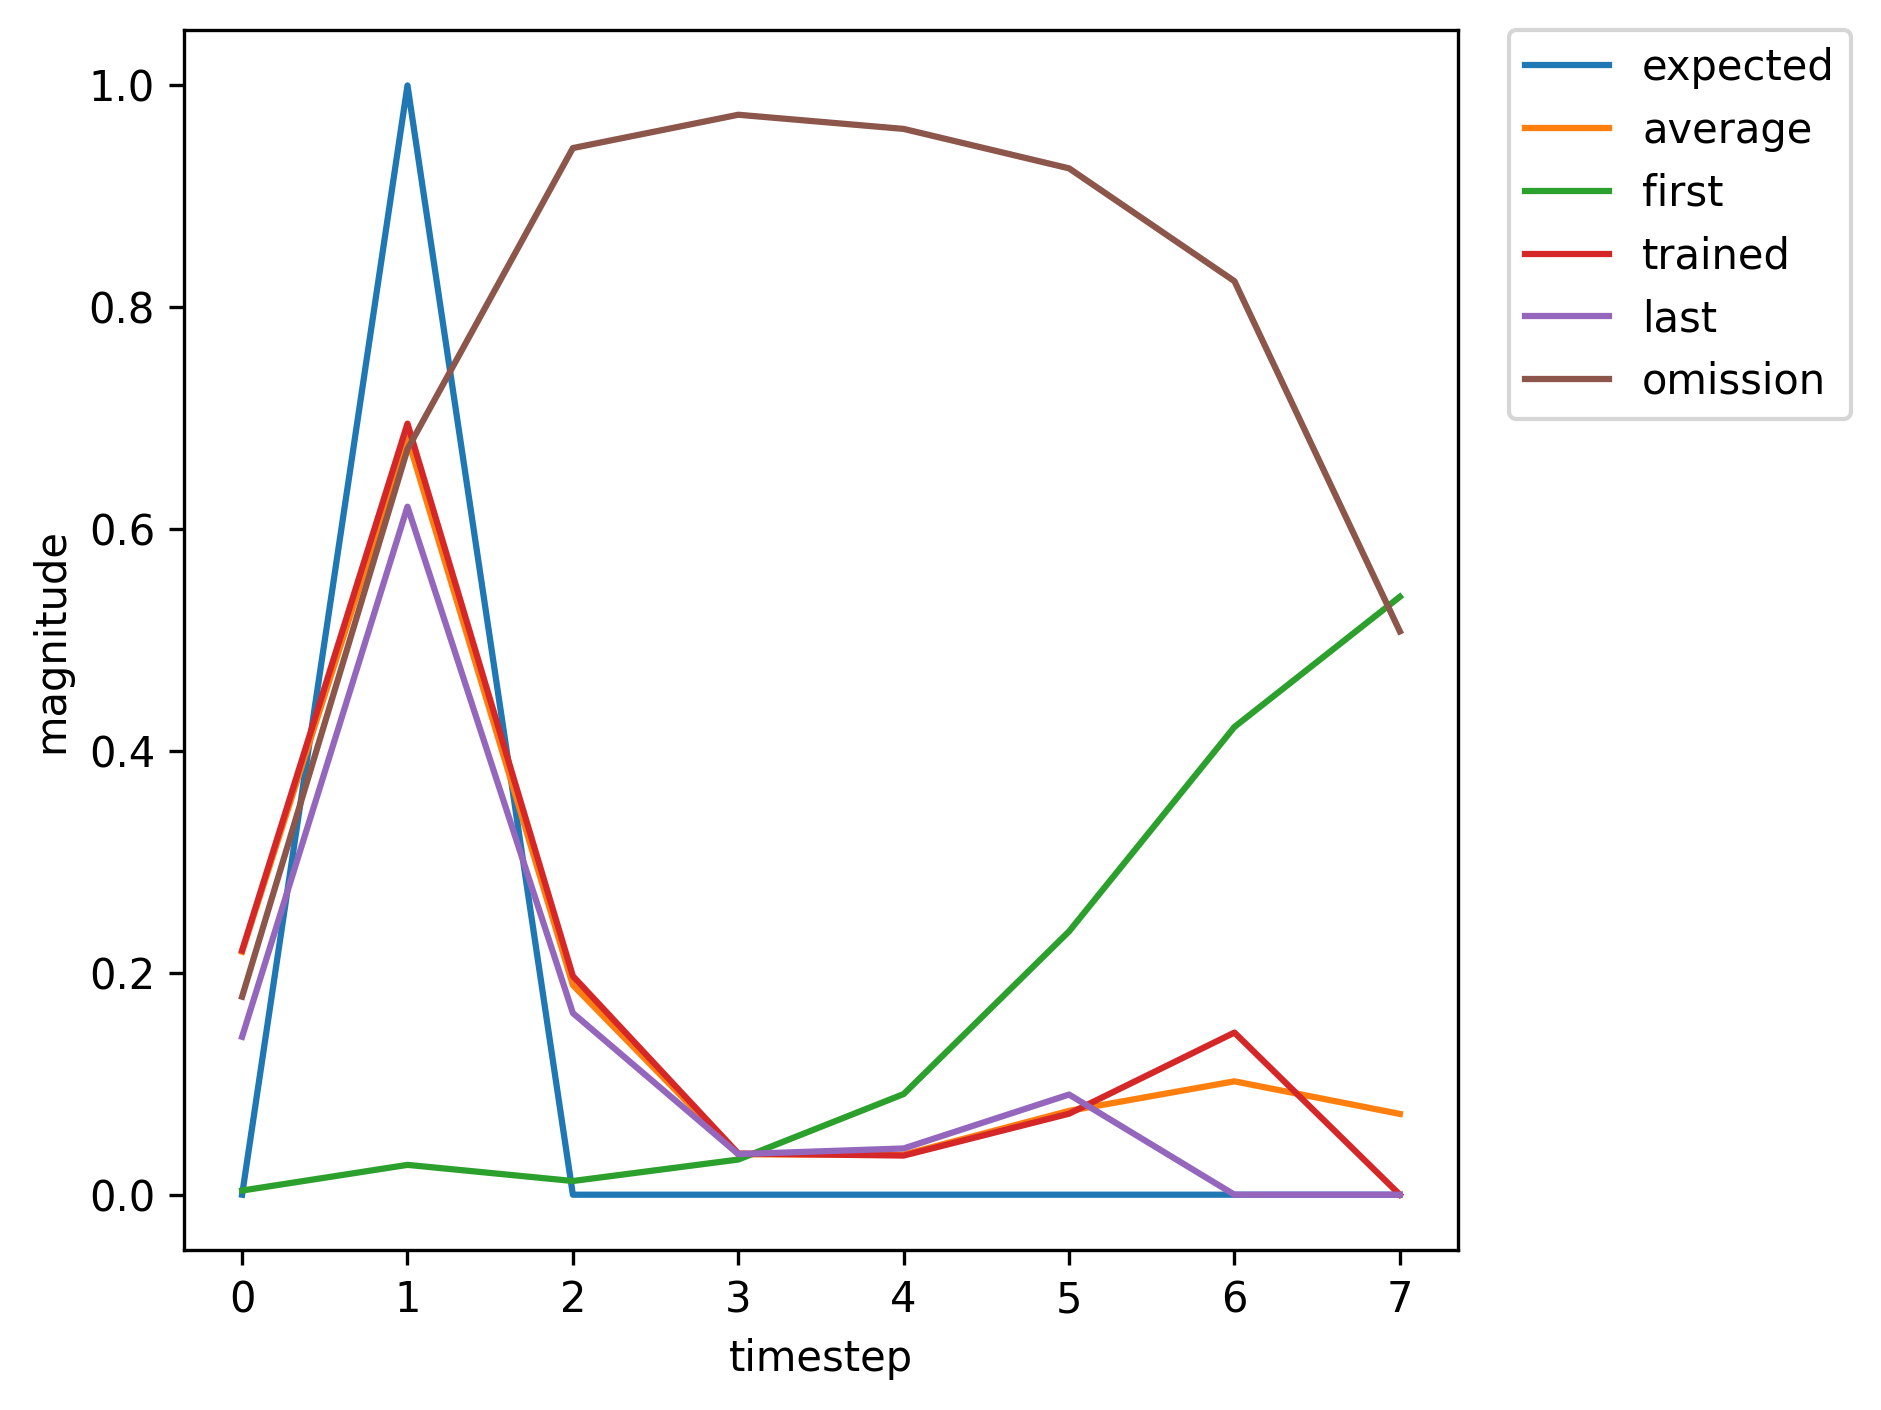 1.0
0.8
0.6
0.4
0.2
0.0
magnitude
0 1 2 3 4 5 6 7
timestep
expected
average
first
trained
last
omission